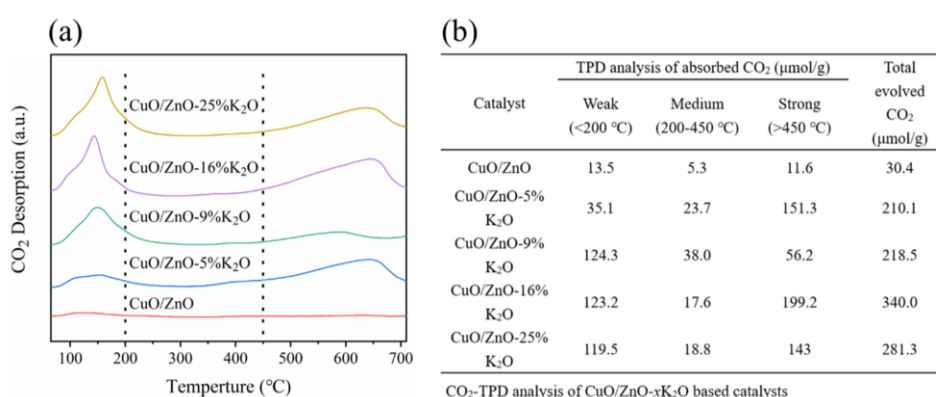 (a)
CO₂ Desorption (a.u.)
CuO/ZnO-25%K₂O
CuO/ZnO-16%K₂O
CuO/ZnO-9%K₂O
CuO/ZnO-5%K₂O
CuO/ZnO
100 200 300 400 500 600 700
Temperture (℃)
(b)
Catalyst
TPD analysis of absorbed CO₂ (μmol/g)
Weak
(<200 ℃)
Medium
(200-450 ℃)
Strong
(>450 ℃)
Total
evolved
CO₂
(μmol/g)
CuO/ZnO 13.5 5.3 11.6 30.4
CuO/ZnO-5%
K₂O
35.1 23.7 151.3 210.1
CuO/ZnO-9%
K₂O
124.3 38.0 56.2 218.5
CuO/ZnO-16%
K₂O
123.2 17.6 199.2 340.0
CuO/ZnO-25%
K₂O
119.5 18.8 143 281.3
CO₂-TPD analysis of CuO/ZnO-xK₂O based catalysts